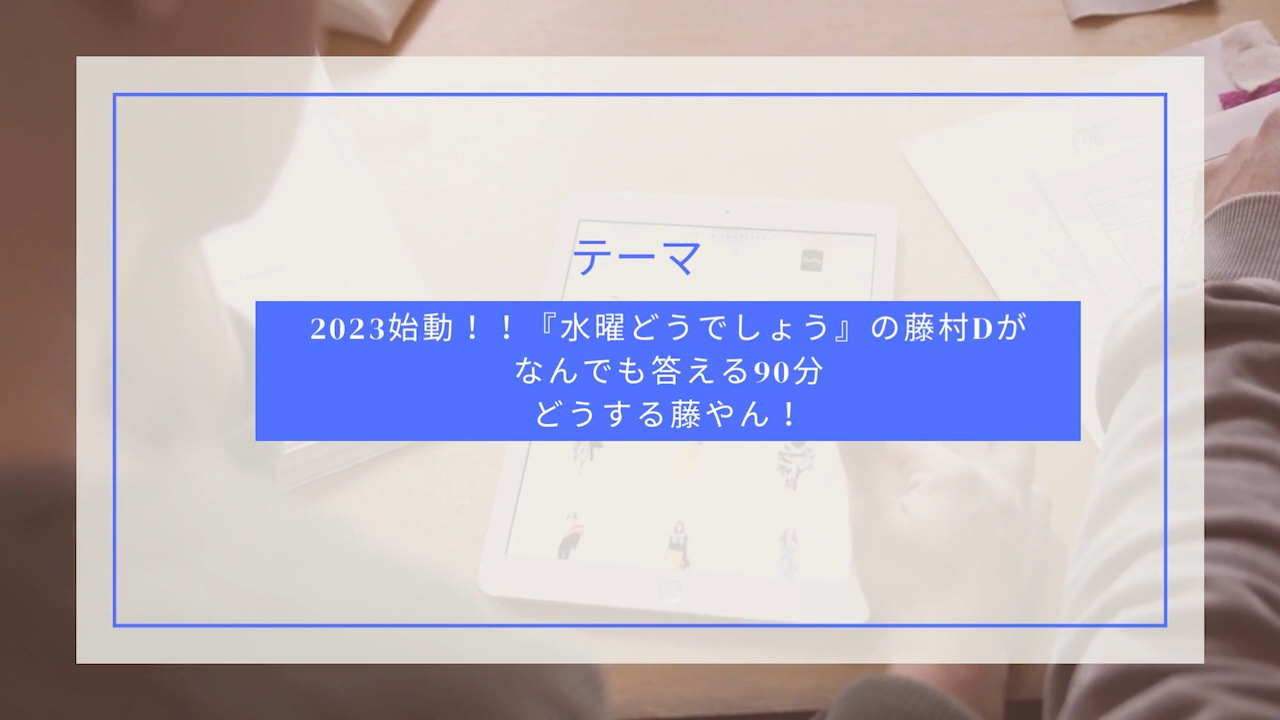 テーマ
2023始動！！『水曜どうでしょう』の藤村Dが
なんでも答える90分
どうする藤やん！